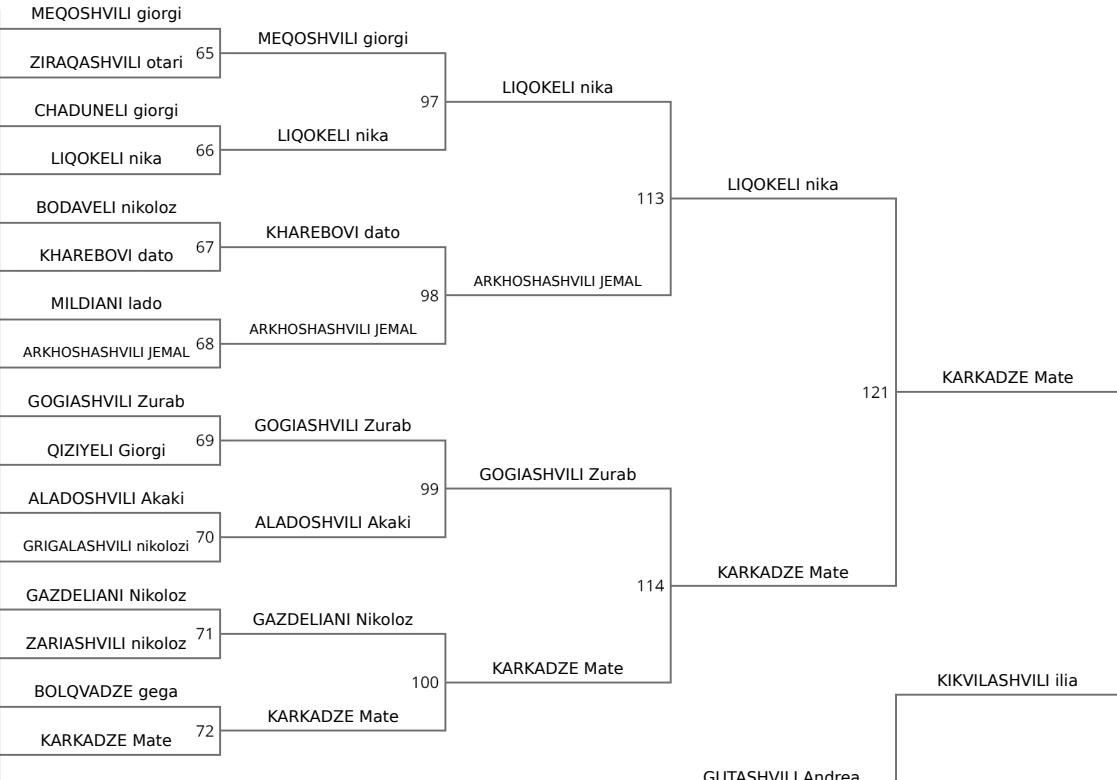 MEQOSHVILI giorgi
ZIRAQASHVILI otari
65
CHADUNELI giorgi
LIQOKELI nika
66
BODAVELI nikoloz
KHAREBOVI dato
67
MILDIANI lado
ARKHOSHASHVILI JEMAL
68
GOGIASHVILI Zurab
QIZIYELI Giorgi
69
ALADOSHVILI Akaki
GRIGALASHVILI nikolozi
70
GAZDELIANI Nikoloz
ZARIASHVILI nikoloz
71
BOLQVADZE gega
KARKADZE Mate
72
MEQOSHVILI giorgi
LIQOKELI nika
97
KHAREBOVI dato
ARKHOSHASHVILI JEMAL
98
GOGIASHVILI Zurab
ALADOSHVILI Akaki
99
GAZDELIANI Nikoloz
KARKADZE Mate
100
LIQOKELI nika
ARKHOSHASHVILI JEMAL
113
GOGIASHVILI Zurab
KARKADZE Mate
114
LIQOKELI nika
KARKADZE Mate
121
KARKADZE Mate
KIKVILASHVILI ilia
GUTASHVILI Andrea